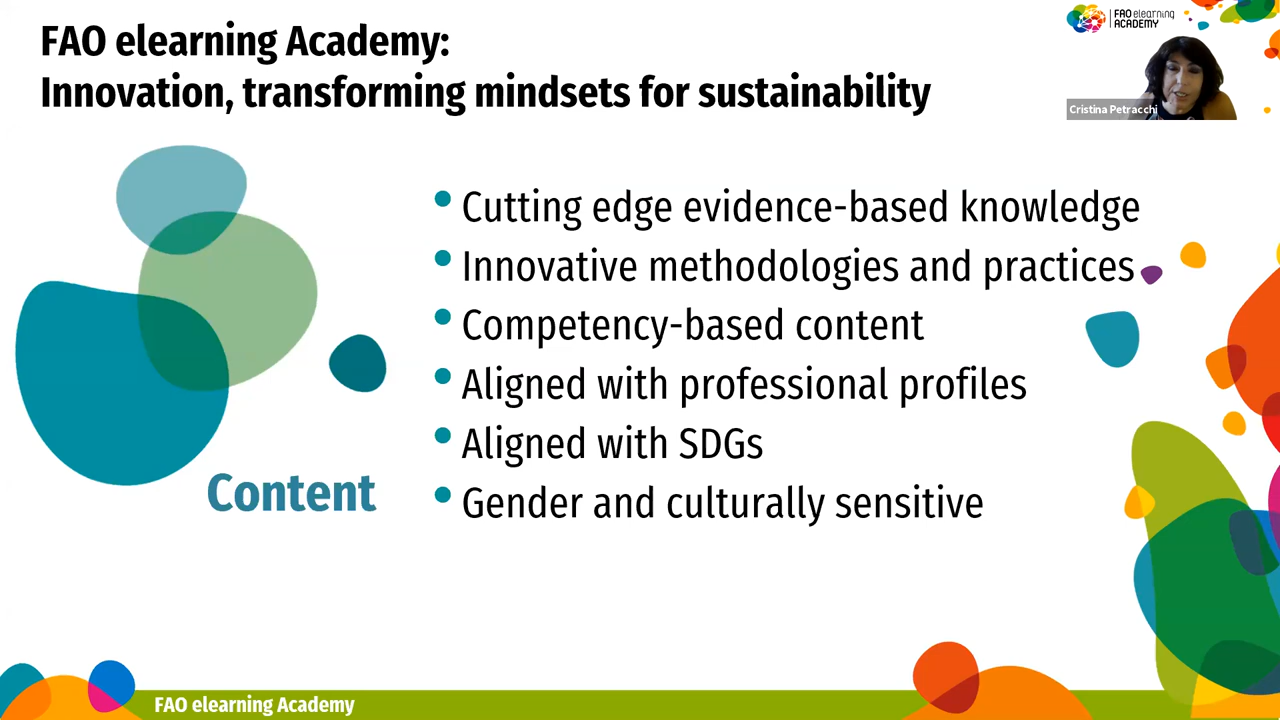 FAO elearning Academy:
Innovation, transforming mindsets for sustainability
FAO elearning
ACADEMY
Cristina Petracchi
• Cutting edge evidence-based knowledge
• Innovative methodologies and practices
• Competency-based content
• Aligned with professional profiles
• Aligned with SDGs
• Gender and culturally sensitive
Content
FAO elearning Academy